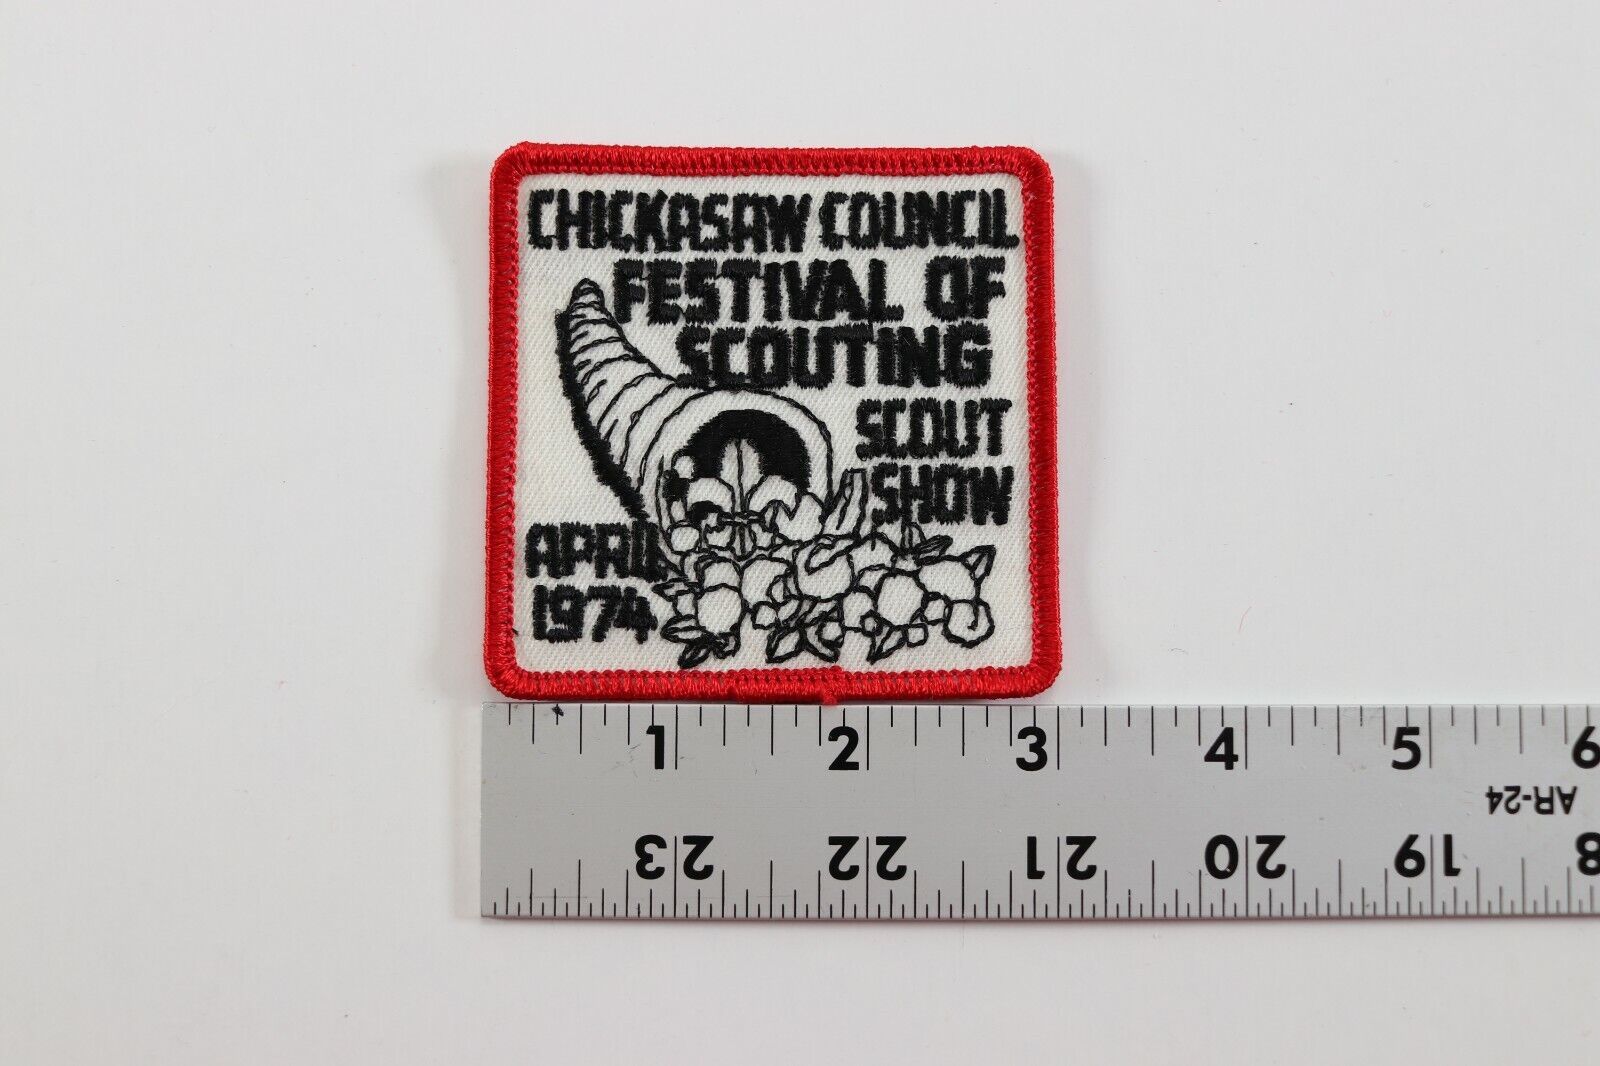 CHICKASAW COUNCIL
FESTIVAL OF
SCOUTING
SCOUT
SHOW
APRIL
1974
1 2 3 4 5 6
AR-24
23 22 21 20 19 8